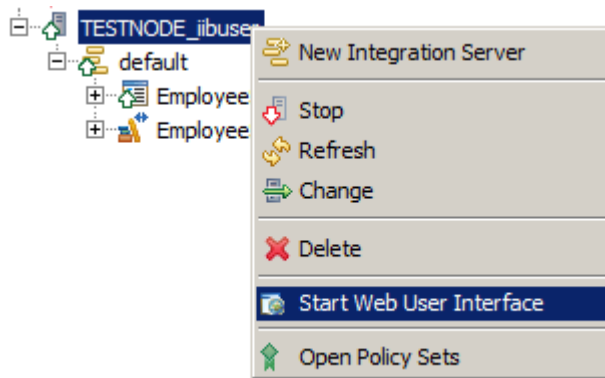 TESTNODE_iibuser
default
Employee
Employee
New Integration Server
Stop
Refresh
Change
Delete
Start Web User Interface
Open Policy Sets